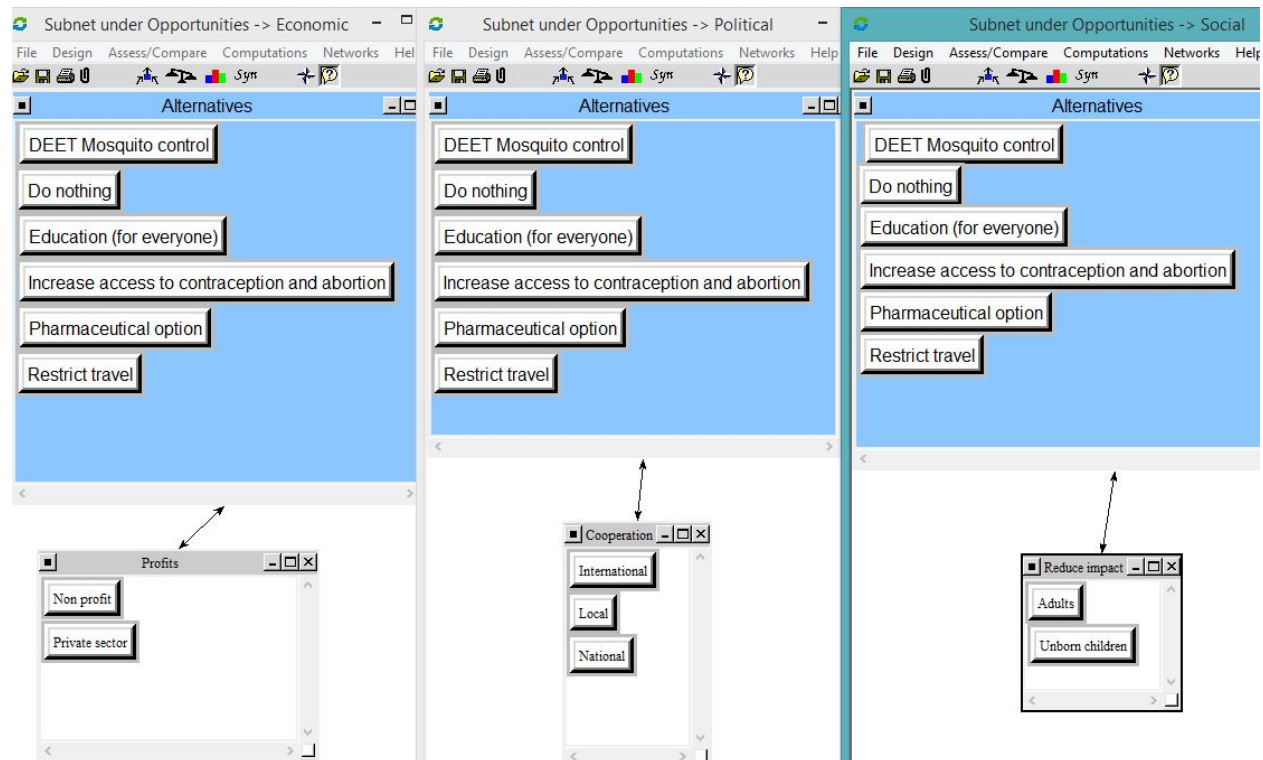 Subnet under Opportunities -> Economic
File Design Assess/Compare Computations Networks Hel
Syn
Alternatives
DEET Mosquito control
Do nothing
Education (for everyone)
Increase access to contraception and abortion
Pharmaceutical option
Restrict travel
Profits
Non profit
Private sector
Subnet under Opportunities -> Political
File Design Assess/Compare Computations Networks Help
Syn
Alternatives
DEET Mosquito control
Do nothing
Education (for everyone)
Increase access to contraception and abortion
Pharmaceutical option
Restrict travel
Cooperation
International
Local
National
Subnet under Opportunities -> Social
File Design Assess/Compare Computations Networks Help
Syn
Alternatives
DEET Mosquito control
Do nothing
Education (for everyone)
Increase access to contraception and abortion
Pharmaceutical option
Restrict travel
Reduce impact
Adults
Unborn children